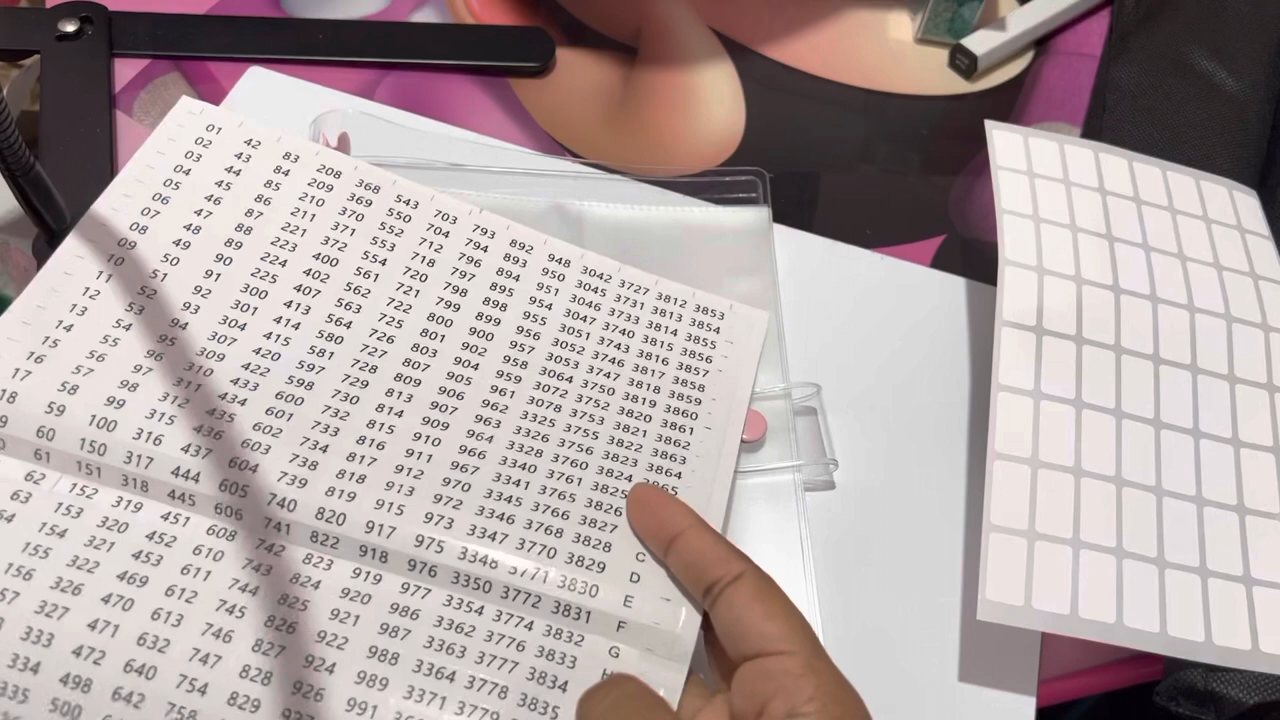 01 42 83 208 368 543 703 793 892 948 3042 3727 3812 3853
02 43 84 209 369 550 704 794 893 950 3045 3731 3813 3854
03 44 85 210 370 552 712 796 894 951 3046 3733 3814 3855
04 45 86 211 371 553 718 797 895 954 3047 3740 3815 3856
05 46 87 221 372 554 720 798 898 955 3051 3743 3816 3857
06 47 88 223 400 561 721 799 899 956 3052 3746 3817 3858
07 48 89 224 402 562 722 800 900 957 3053 3747 3818 3859
08 49 90 225 407 563 725 801 902 958 3064 3750 3819 3860
09 50 91 300 413 564 726 803 904 959 3072 3752 3820 3861
10 51 92 301 414 580 727 807 905 961 3078 3753 3821 3862
11 52 93 304 415 581 728 809 906 962 3325 3755 3822 3863
12 53 94 307 420 597 729 813 907 963 3326 3756 3823 3864
13 54 95 309 422 598 730 814 909 964 3328 3760 3824 3865
14 55 96 310 433 600 732 815 910 966 3340 3761 3825
15 56 97 311 434 601 733 816 911 967 3341 3765 3826
16 57 98 312 435 602 734 817 912 970 3345 3766 3827 C
17 58 99 315 436 603 738 818 913 972 3346 3768 3828 D
18 59 100 316 437 604 739 819 915 973 3347 3770 3829 E
60 150 317 444 605 740 820 917 975 3348 3771 3830 F
61 151 318 445 606 741 822 918 976 3350 3772 3831 G
62 152 319 451 608 742 823 919 977 3354 3774 3832 H
63 153 320 452 610 743 824 920 986 3362 3776 3833
154 321 453 611 744 825 921 987 3363 3777 3834
155 322 469 612 745 826 922 988 3364 3778 3835
156 326 470 613 746 827 924 989 3371 3779
327 471 632 747 828 926 991
333 472 640 754 829
334 498 642 758
500